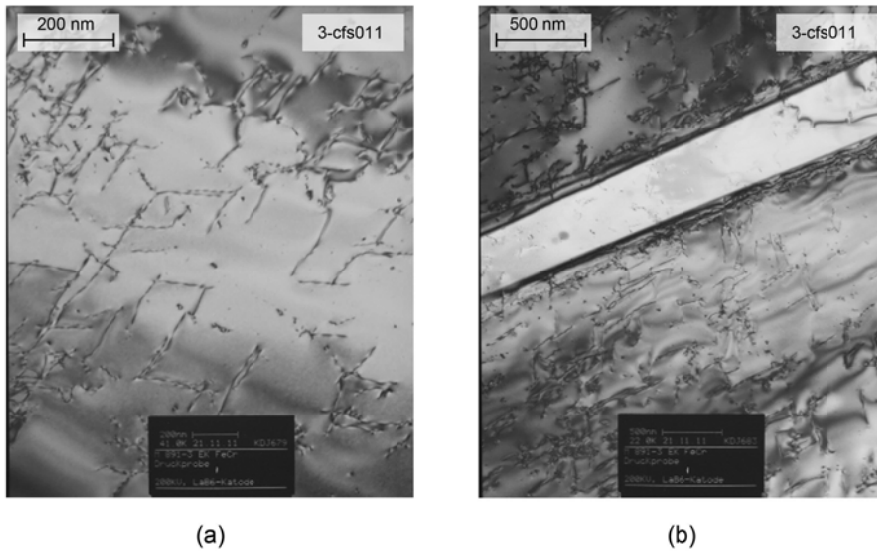 200 nm
3-cfs011
200nm
41.0K 21.11.11 KDJ679
M 891-3 EK FeCr
Druckprobe
200KV, LaB6-Katode
(a)
500 nm
3-cfs011
500nm
22.0K 21.11.11 KDJ682
M 891-3 EK FeCr
Druckprobe
200KV, LaB6-Katode
(b)